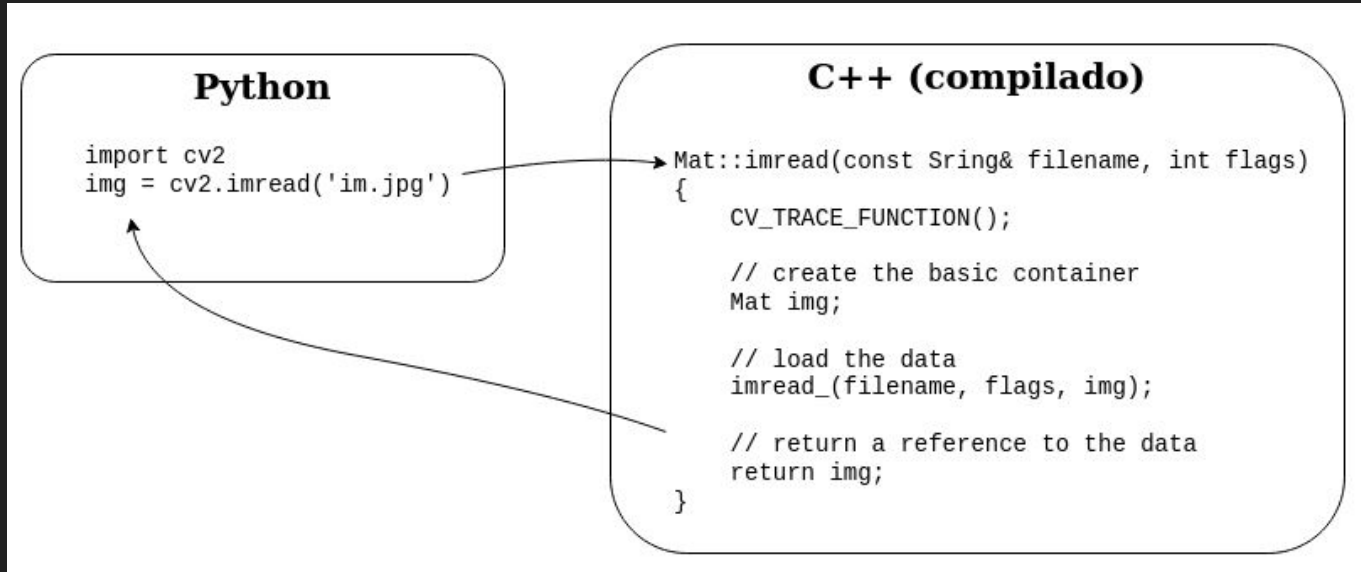 Python
import cv2
img = cv2.imread('im.jpg')
C++ (compilado)
Mat::imread(const Sring& filename, int flags)
{
CV_TRACE_FUNCTION();
// create the basic container
Mat img;
// load the data
imread_(filename, flags, img);
// return a reference to the data
return img;
}